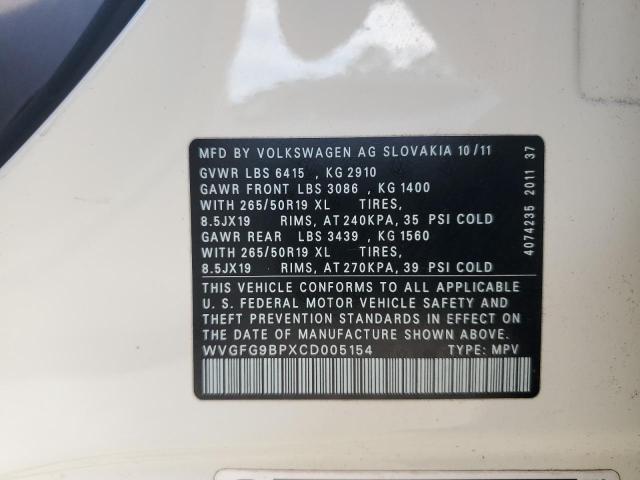 MFD BY VOLKSWAGEN AG SLOVAKIA 10/11
GVWR LBS 6415 , KG 2910
GAWR FRONT LBS 3086 , KG 1400
WITH 265/50R19 XL TIRES,
8.5JX19 RIMS, AT 240KPA, 35 PSI COLD
GAWR REAR LBS 3439 , KG 1560
WITH 265/50R19 XL TIRES,
8.5JX19 RIMS, AT 270KPA, 39 PSI COLD
THIS VEHICLE CONFORMS TO ALL APPLICABLE
U. S. FEDERAL MOTOR VEHICLE SAFETY AND
THEFT PREVENTION STANDARDS IN EFFECT ON
THE DATE OF MANUFACTURE SHOWN ABOVE
WVGFG9BPXCD005154 TYPE: MPV
4074235 2011 37